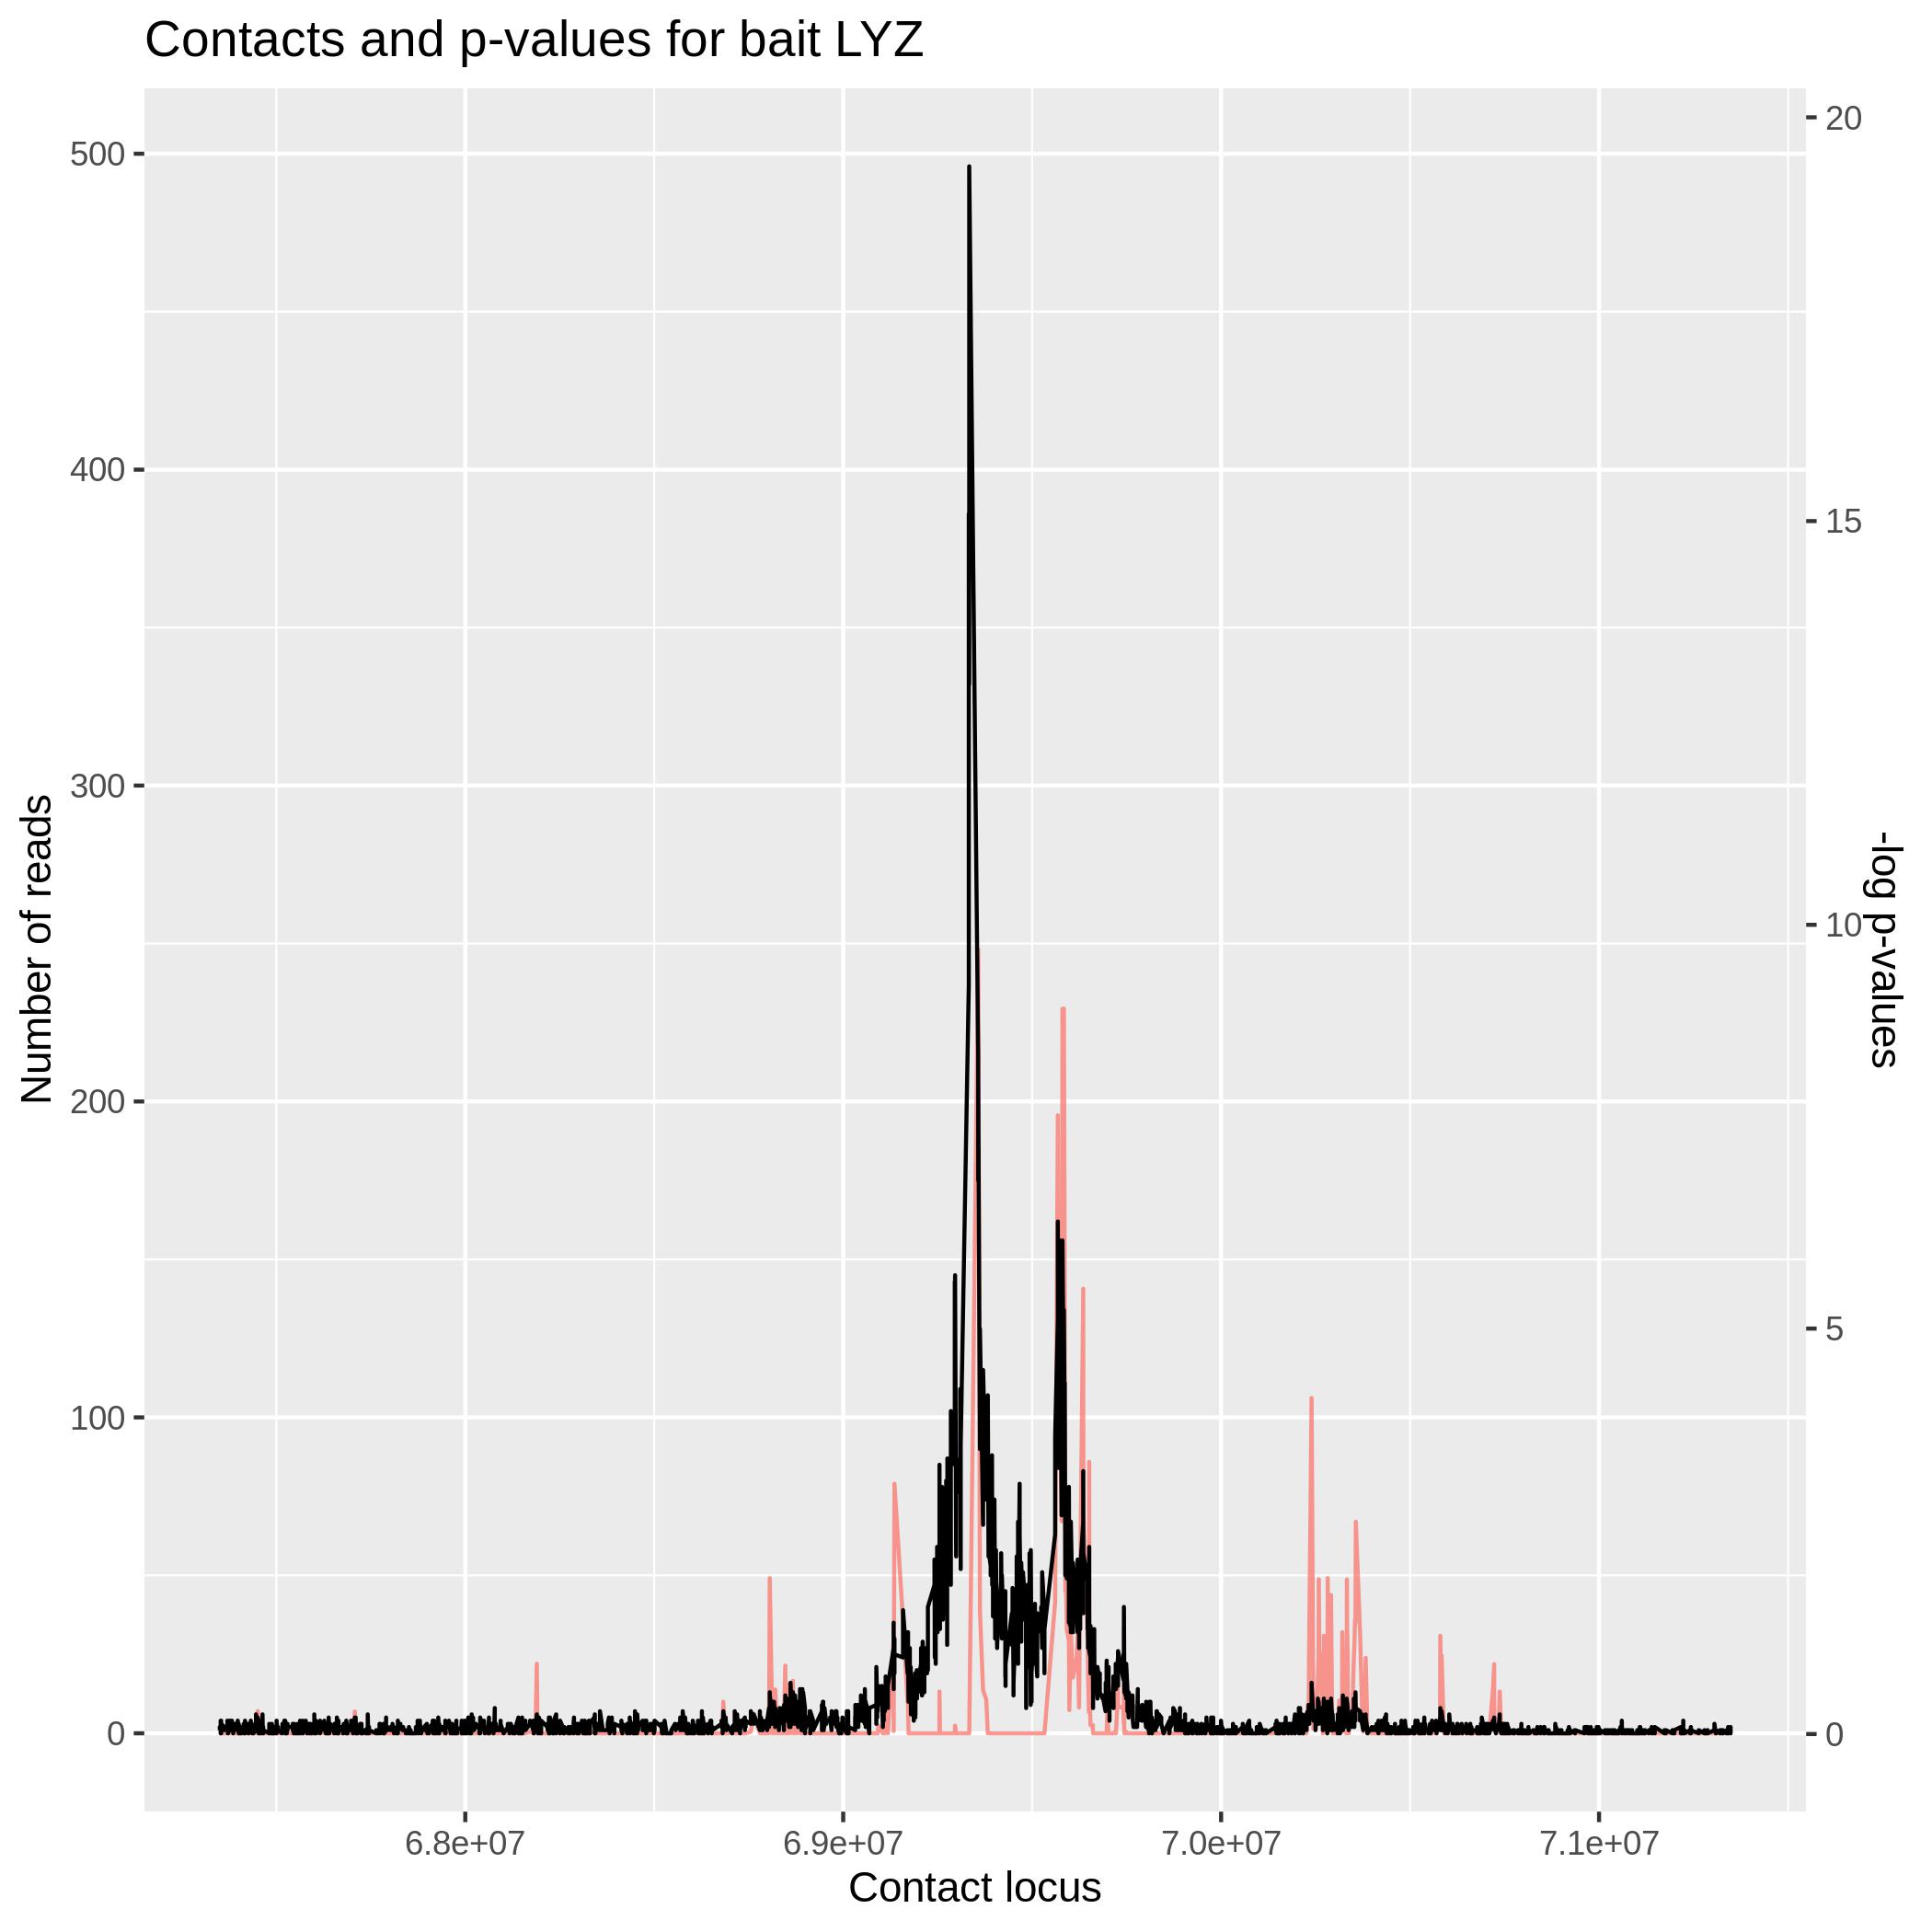 Contacts and p-values for bait LYZ
500
400
300
200
100
0
Number of reads
20
15
10
5
0
-log p-values
6.8e+07
6.9e+07
7.0e+07
7.1e+07
Contact locus